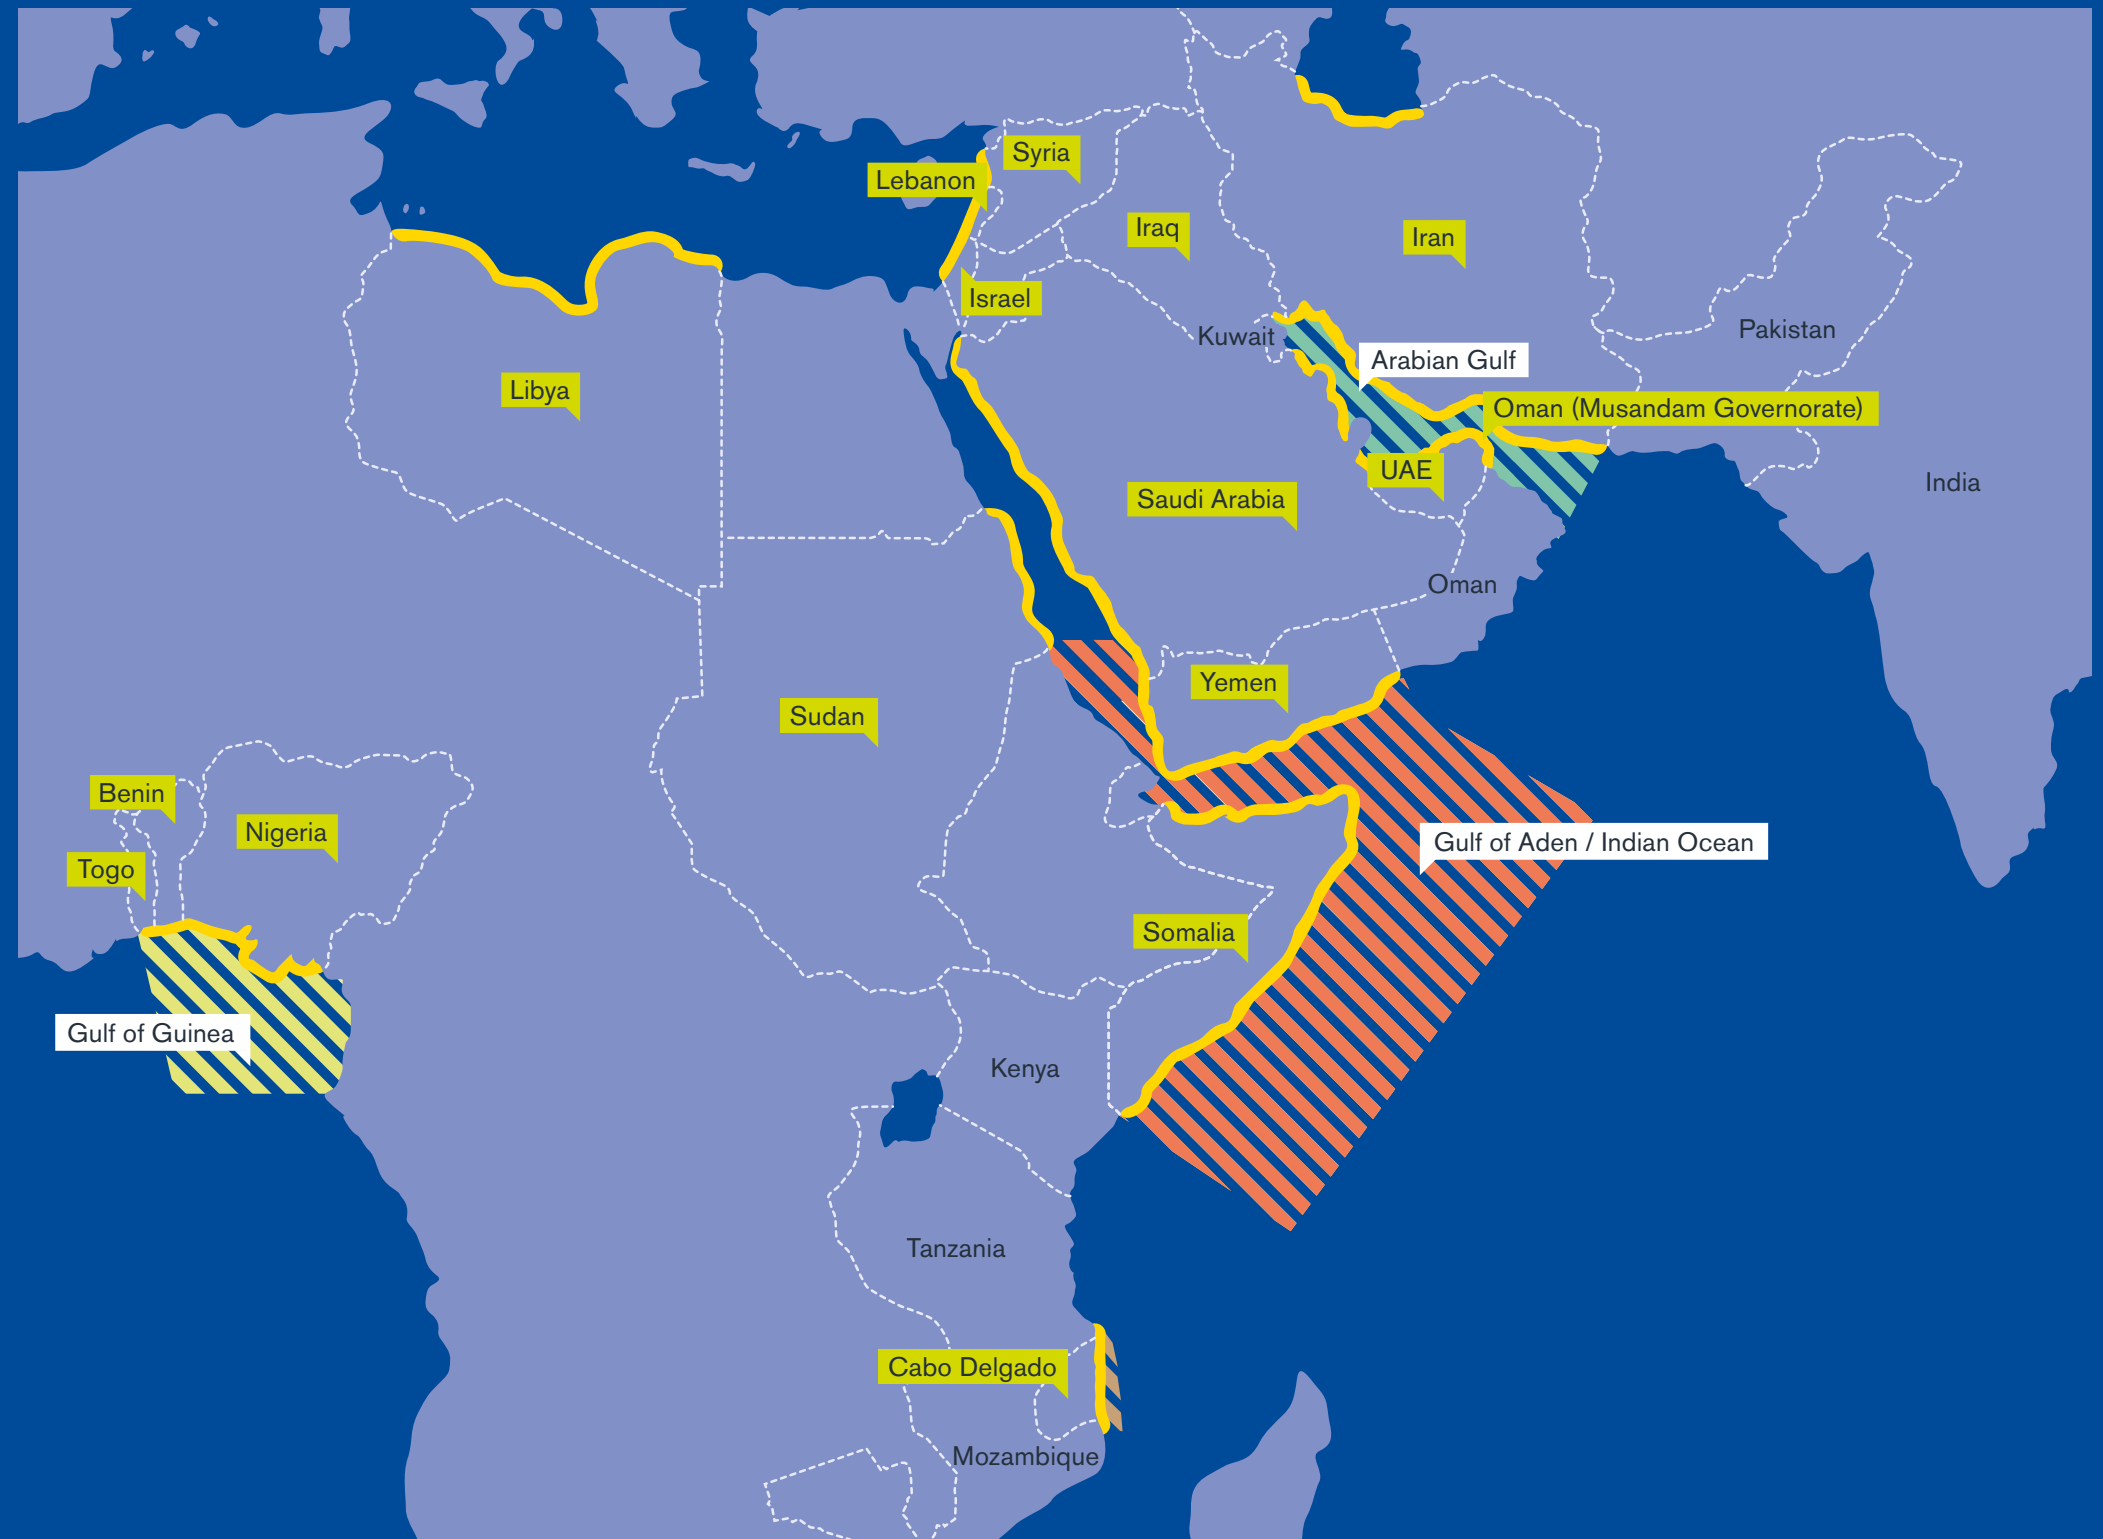 Syria
Lebanon
Iraq
Iran
Israel
Kuwait
Pakistan
Arabian Gulf
Libya
Oman (Musandam Governorate)
UAE
India
Saudi Arabia
Oman
Yemen
Sudan
Benin
Nigeria
Gulf of Aden / Indian Ocean
Togo
Somalia
Gulf of Guinea
Kenya
Tanzania
Cabo Delgado
Mozambique